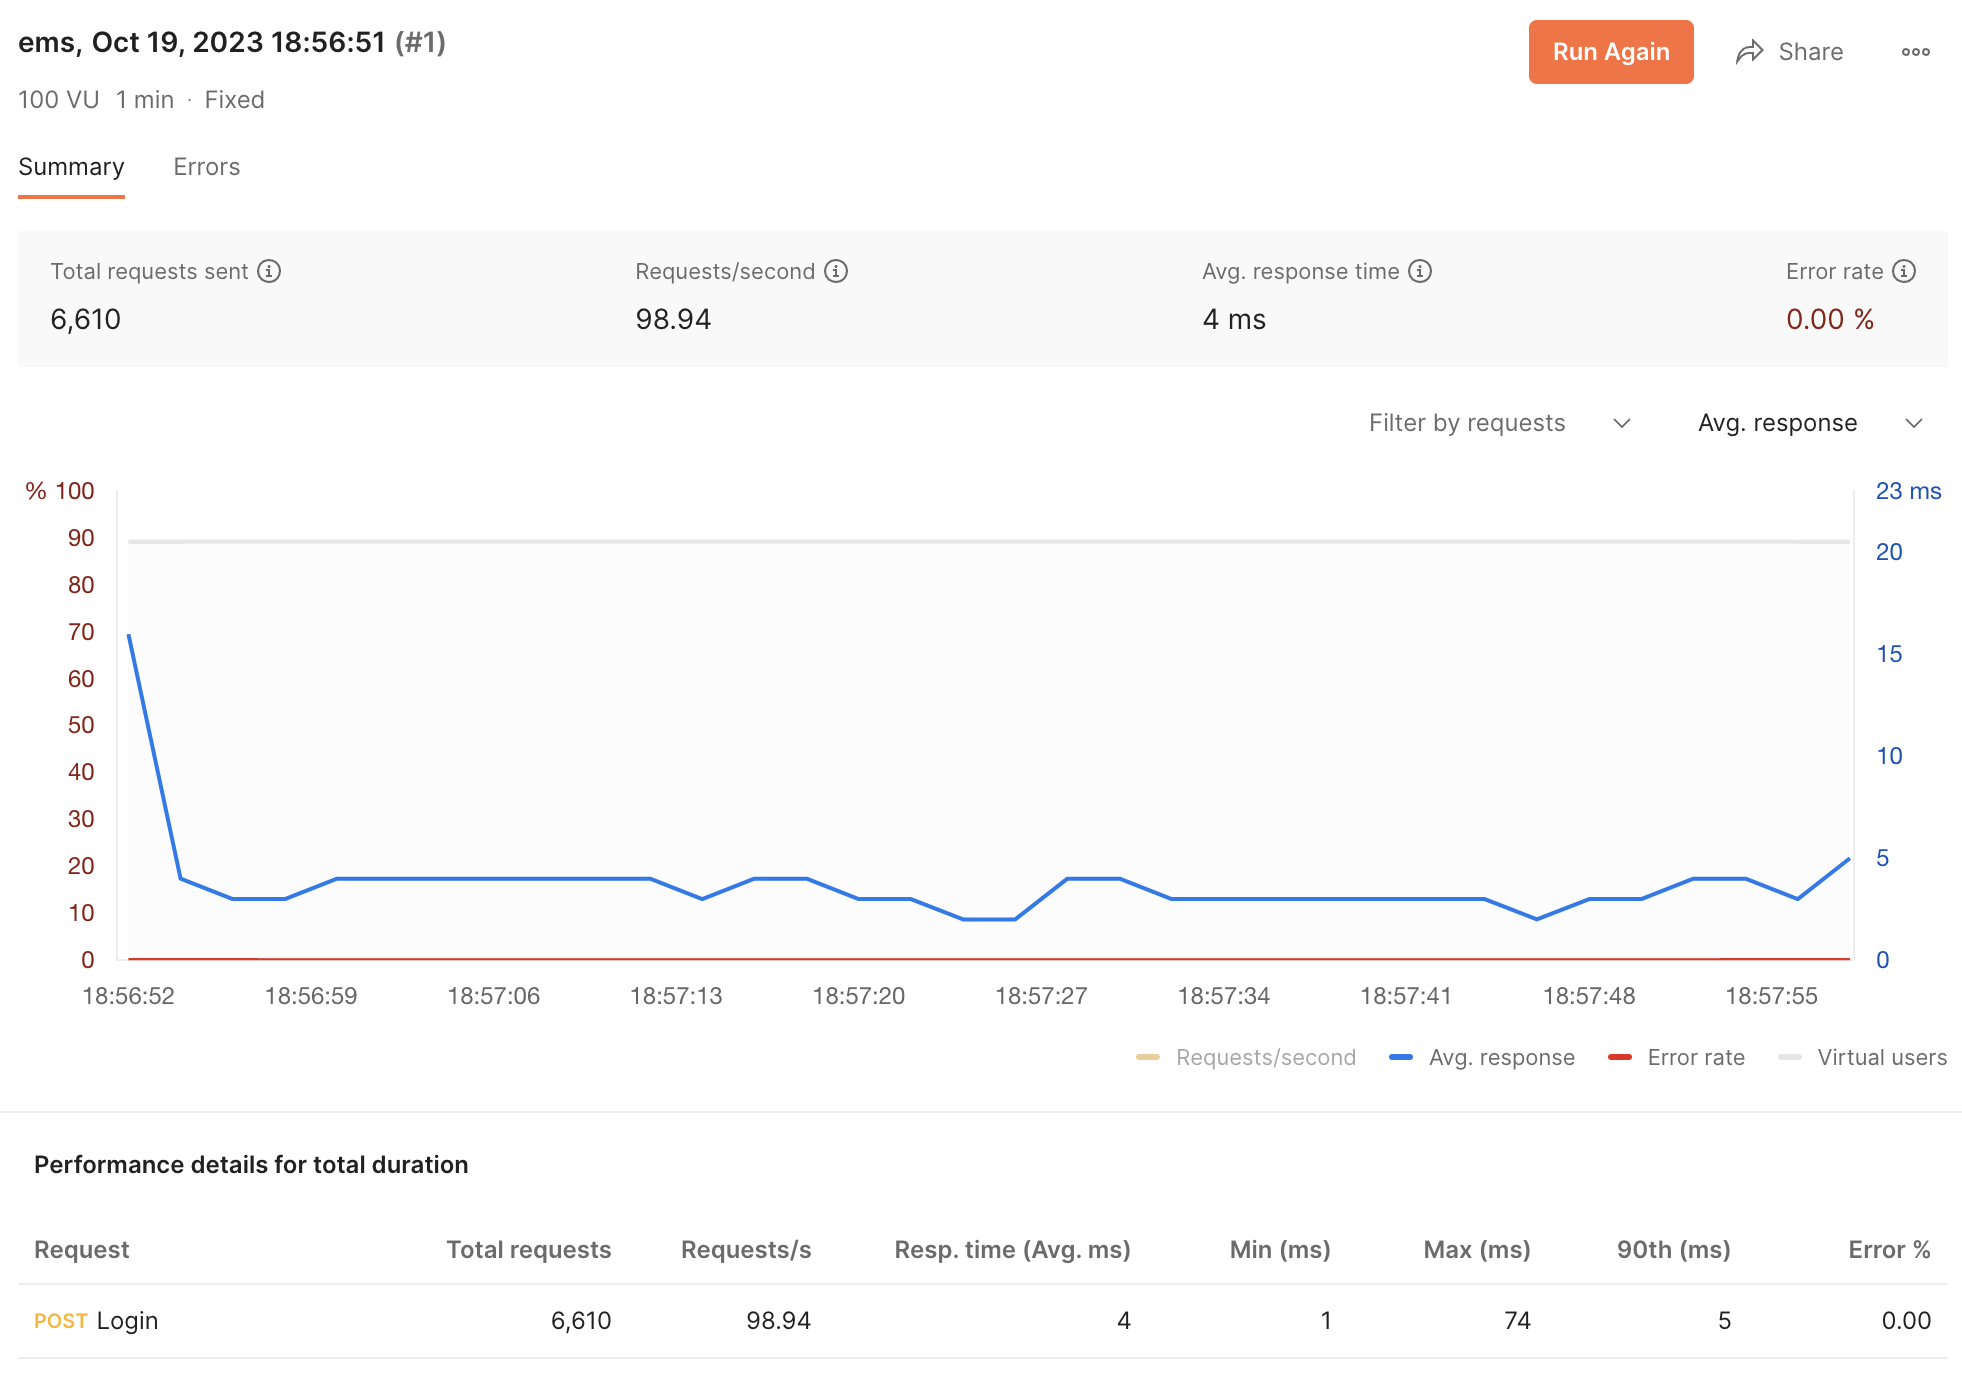 ems, Oct 19, 2023 18:56:51 (#1)
Run Again
Share
100 VU 1 min · Fixed
Summary Errors
Total requests sent Requests/second Avg. response time Error rate
6,610 98.94 4 ms 0.00 %
Filter by requests Avg. response
% 100
90
80
70
60
50
40
30
20
10
0
23 ms
20
15
10
5
0
18:56:52 18:56:59 18:57:06 18:57:13 18:57:20 18:57:27 18:57:34 18:57:41 18:57:48 18:57:55
Requests/second Avg. response Error rate Virtual users
Performance details for total duration
Request Total requests Requests/s Resp. time (Avg. ms) Min (ms) Max (ms) 90th (ms) Error %
POST Login 6,610 98.94 4 1 74 5 0.00